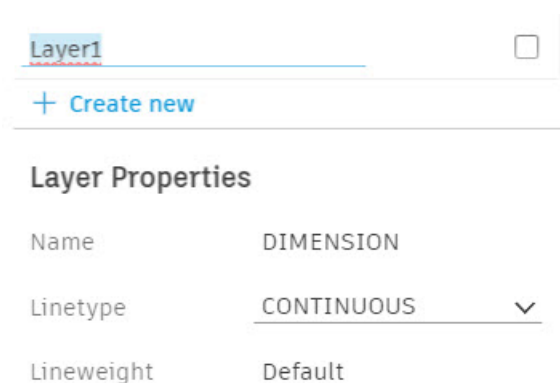 Layer1
+ Create new
Layer Properties
Name DIMENSION
Linetype CONTINUOUS
Lineweight Default